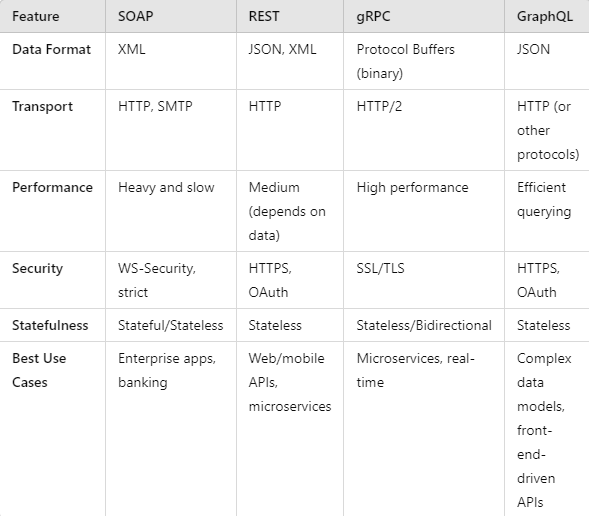 Feature SOAP REST gRPC GraphQL
Data Format XML JSON, XML Protocol Buffers JSON
(binary)
Transport HTTP, SMTP HTTP HTTP/2 HTTP (or
other
protocols)
Performance Heavy and slow Medium High performance Efficient
(depends on querying
data)
Security WS-Security, HTTPS, SSL/TLS HTTPS,
strict OAuth OAuth
Statefulness Stateful/Stateless Stateless Stateless/Bidirectional Stateless
Best Use Enterprise apps, Web/mobile Microservices, real- Complex
Cases banking APIs, time data
microservices models,
front-
end-
driven
APIs